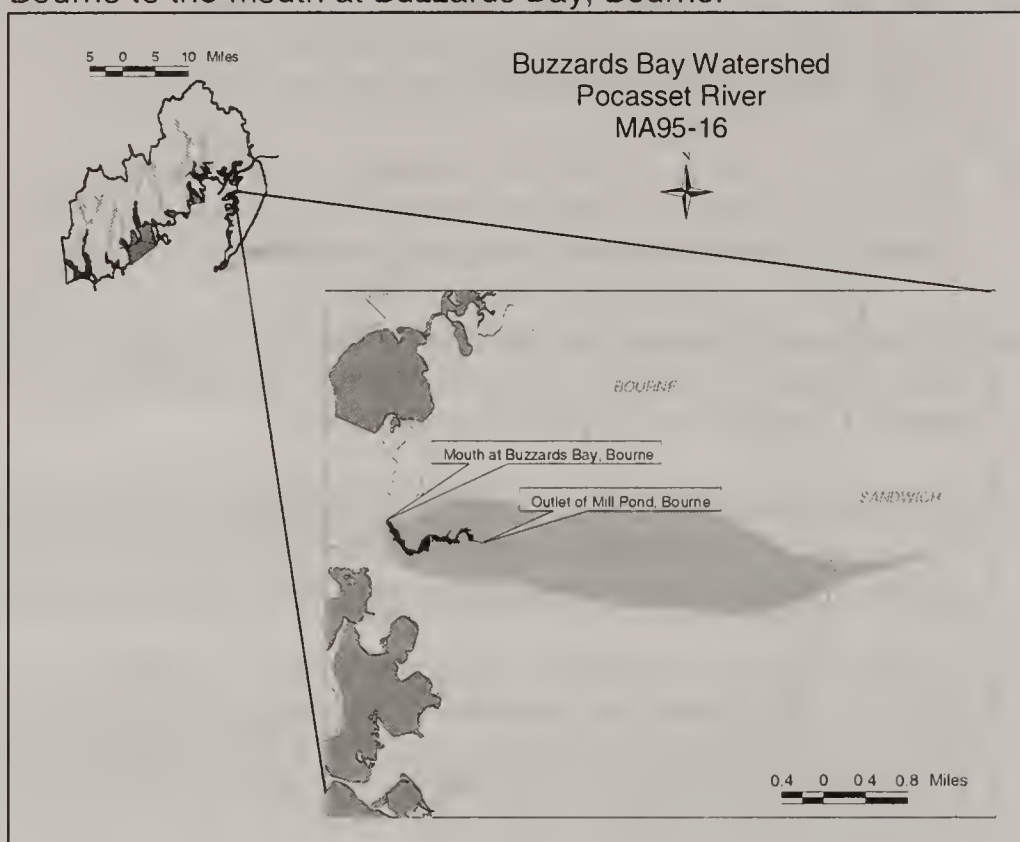 Bourne to the mouth at Buzzards Bay, Bourne.
5 0 5 10 Miles
Buzzards Bay Watershed
Pocasset River
MA95-16
N
BOURNE
Mouth at Buzzards Bay, Bourne
Outlet of Mill Pond, Bourne
SANDWICH
0.4 0 0 4 0.8 Miles